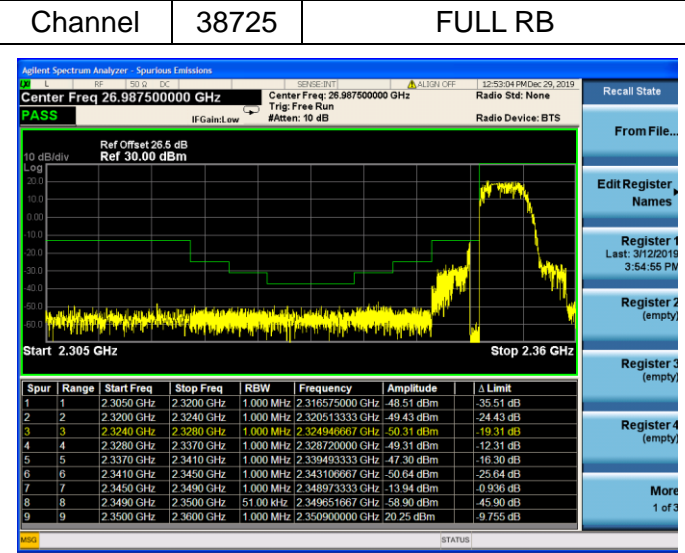 Channel 38725 FULL RB
Agilent Spectrum Analyzer - Spurious Emissions
L RF 50 Ω DC SENSE:INT ALIGN OFF 12:53:04 PM Dec 29, 2019
Center Freq 26.987500000 GHz Center Freq: 26.987500000 GHz Radio Std: None
Trig: Free Run
PASS IFGain:Low #Atten: 10 dB Radio Device: BTS
Ref Offset 26.5 dB
10 dB/div Ref 30.00 dBm
Log
20.0
10.0
0.00
-10.0
-20.0
-30.0
-40.0
-50.0
-60.0
Start 2.305 GHz Stop 2.36 GHz
Spur Range Start Freq Stop Freq RBW Frequency Amplitude Δ Limit
1 1 2.3050 GHz 2.3200 GHz 1.000 MHz 2.316575000 GHz -48.51 dBm -35.51 dB
2 2 2.3200 GHz 2.3240 GHz 1.000 MHz 2.320513333 GHz -49.43 dBm -24.43 dB
3 3 2.3240 GHz 2.3280 GHz 1.000 MHz 2.324946667 GHz -50.31 dBm -19.31 dB
4 4 2.3280 GHz 2.3370 GHz 1.000 MHz 2.328720000 GHz -49.31 dBm -12.31 dB
5 5 2.3370 GHz 2.3410 GHz 1.000 MHz 2.339493333 GHz -47.30 dBm -16.30 dB
6 6 2.3410 GHz 2.3450 GHz 1.000 MHz 2.343106667 GHz -50.64 dBm -25.64 dB
7 7 2.3450 GHz 2.3490 GHz 1.000 MHz 2.348973333 GHz -13.94 dBm -0.936 dB
8 8 2.3490 GHz 2.3500 GHz 51.00 kHz 2.349651667 GHz -58.90 dBm -45.90 dB
9 9 2.3500 GHz 2.3600 GHz 1.000 MHz 2.350900000 GHz 20.25 dBm -9.755 dB
MSG STATUS
Recall State
From File...
Edit Register
Names
Register 1
Last: 3/12/2019
3:54:55 PM
Register 2
(empty)
Register 3
(empty)
Register 4
(empty)
More
1 of 3